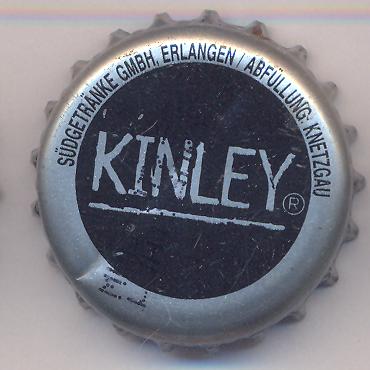 SÜDGETRÄNKE GMBH, ERLANGEN / ABFÜLLUNG: KNETZGAU
KINLEY®